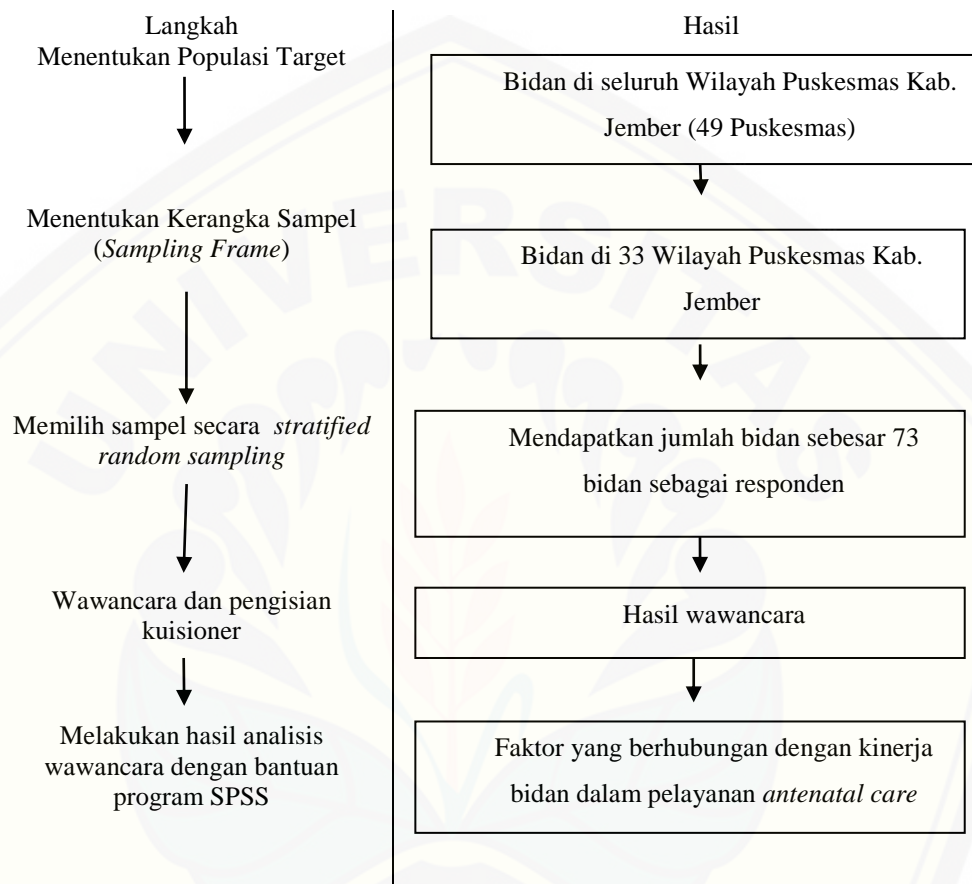 Langkah
Menentukan Populasi Target
Menentukan Kerangka Sampel
(Sampling Frame)
Memilih sampel secara stratified
random sampling
Wawancara dan pengisian
kuisioner
Melakukan hasil analisis
wawancara dengan bantuan
program SPSS
Hasil
Bidan di seluruh Wilayah Puskesmas Kab.
Jember (49 Puskesmas)
Bidan di 33 Wilayah Puskesmas Kab.
Jember
Mendapatkan jumlah bidan sebesar 73
bidan sebagai responden
Hasil wawancara
Faktor yang berhubungan dengan kinerja
bidan dalam pelayanan antenatal care
UNIVERSITAS